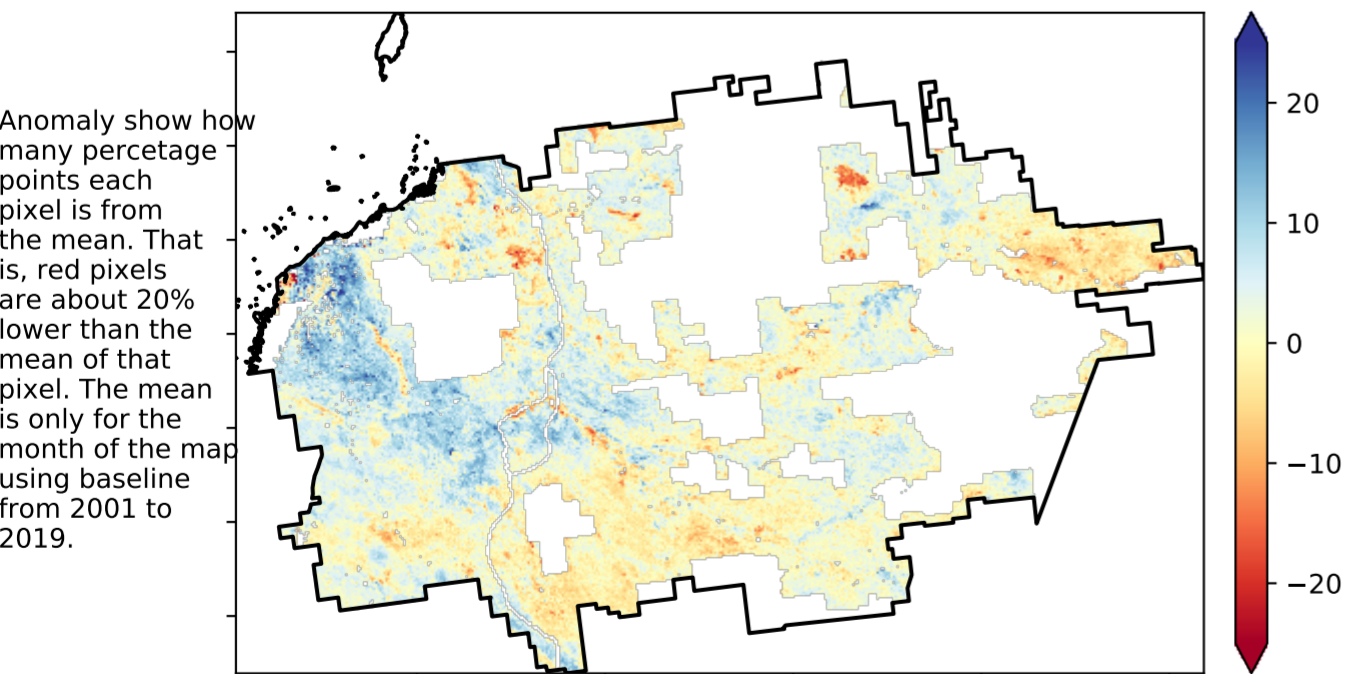 Anomaly show how
many percetage
points each
pixel is from
the mean. That
is, red pixels
are about 20%
lower than the
mean of that
pixel. The mean
is only for the
month of the map
using baseline
from 2001 to
2019.
20
10
0
−10
−20